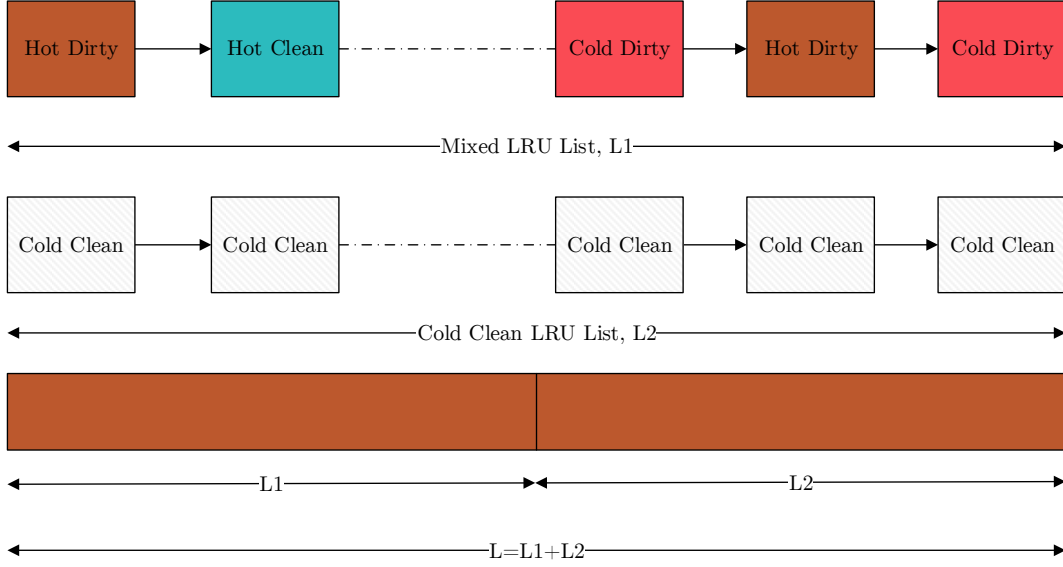 Hot Dirty Hot Clean Cold Dirty Hot Dirty Cold Dirty
Mixed LRU List, L1
Cold Clean Cold Clean Cold Clean Cold Clean Cold Clean
Cold Clean LRU List, L2
L1 L2
L=L1+L2